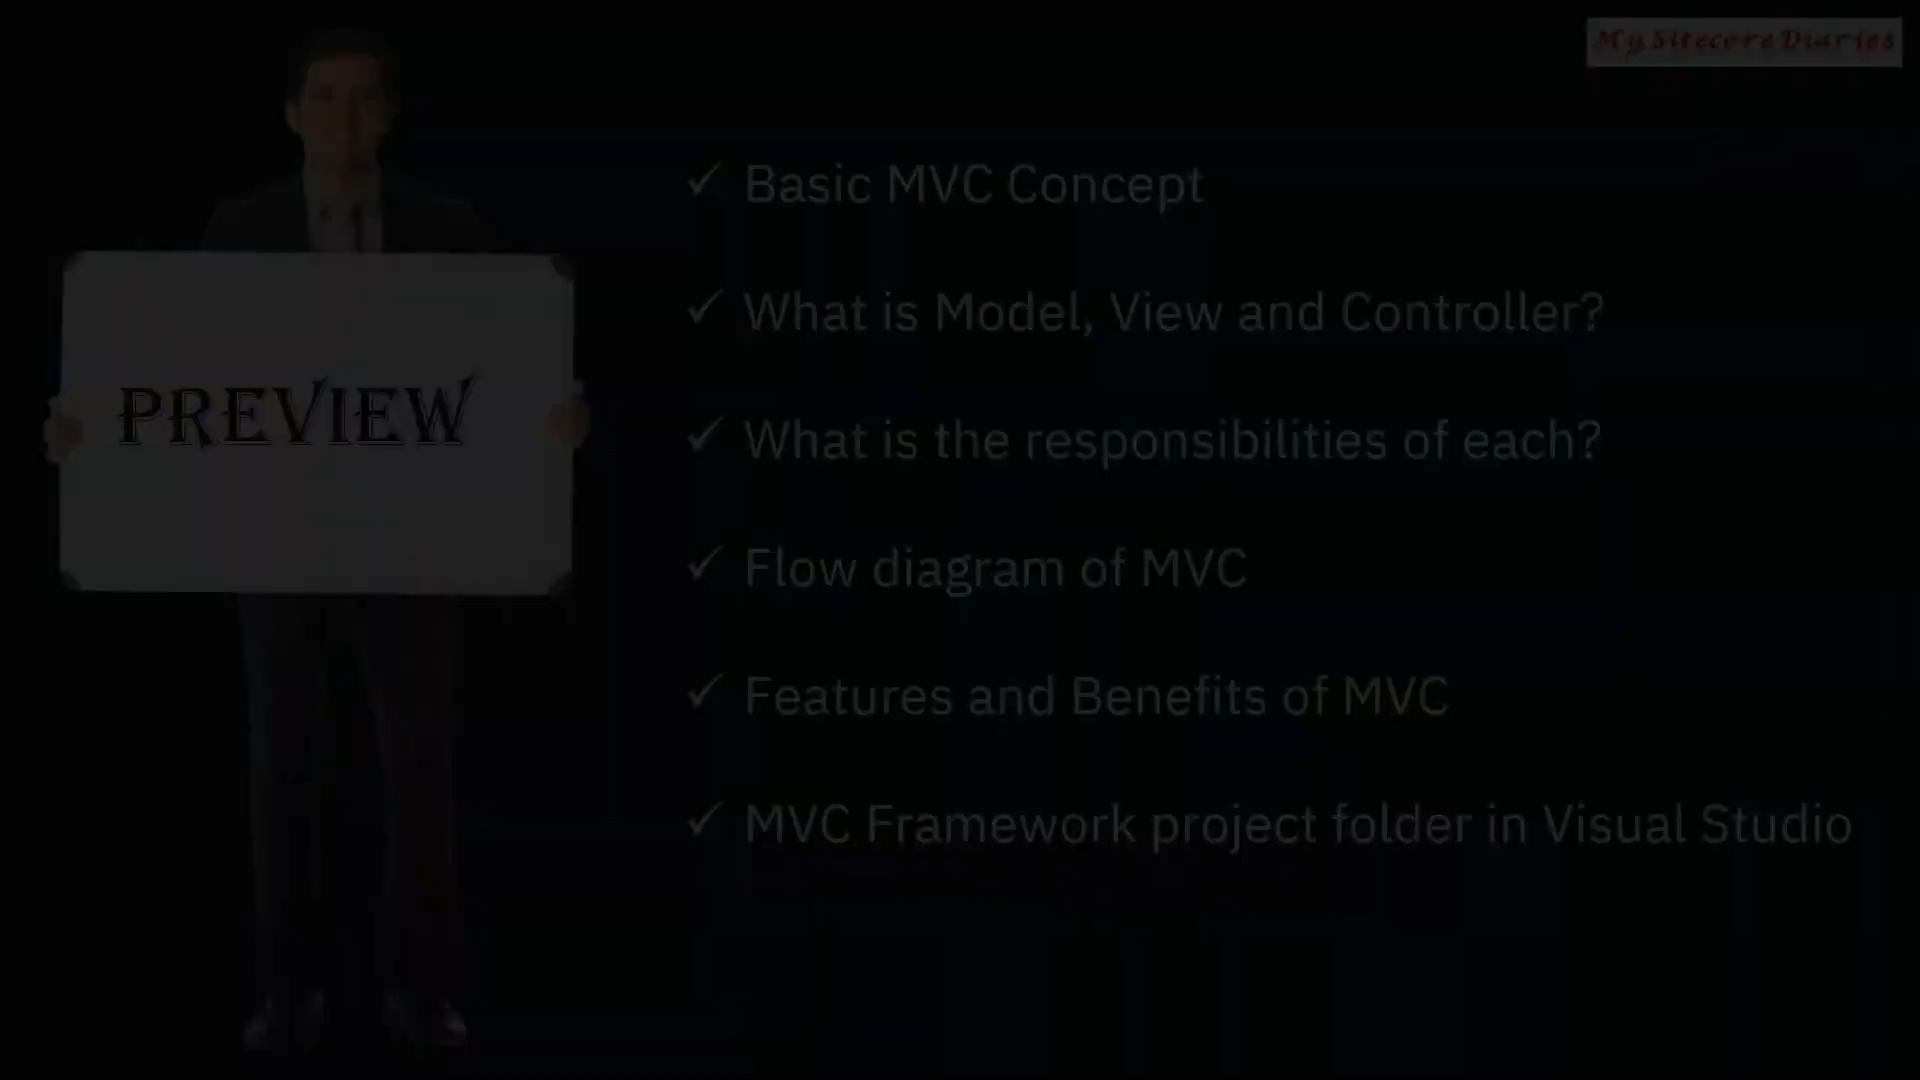 My Sitecore Diaries
PREVIEW
✓ Basic MVC Concept
✓ What is Model, View and Controller?
✓ What is the responsibilities of each?
✓ Flow diagram of MVC
✓ Features and Benefits of MVC
✓ MVC Framework project folder in Visual Studio